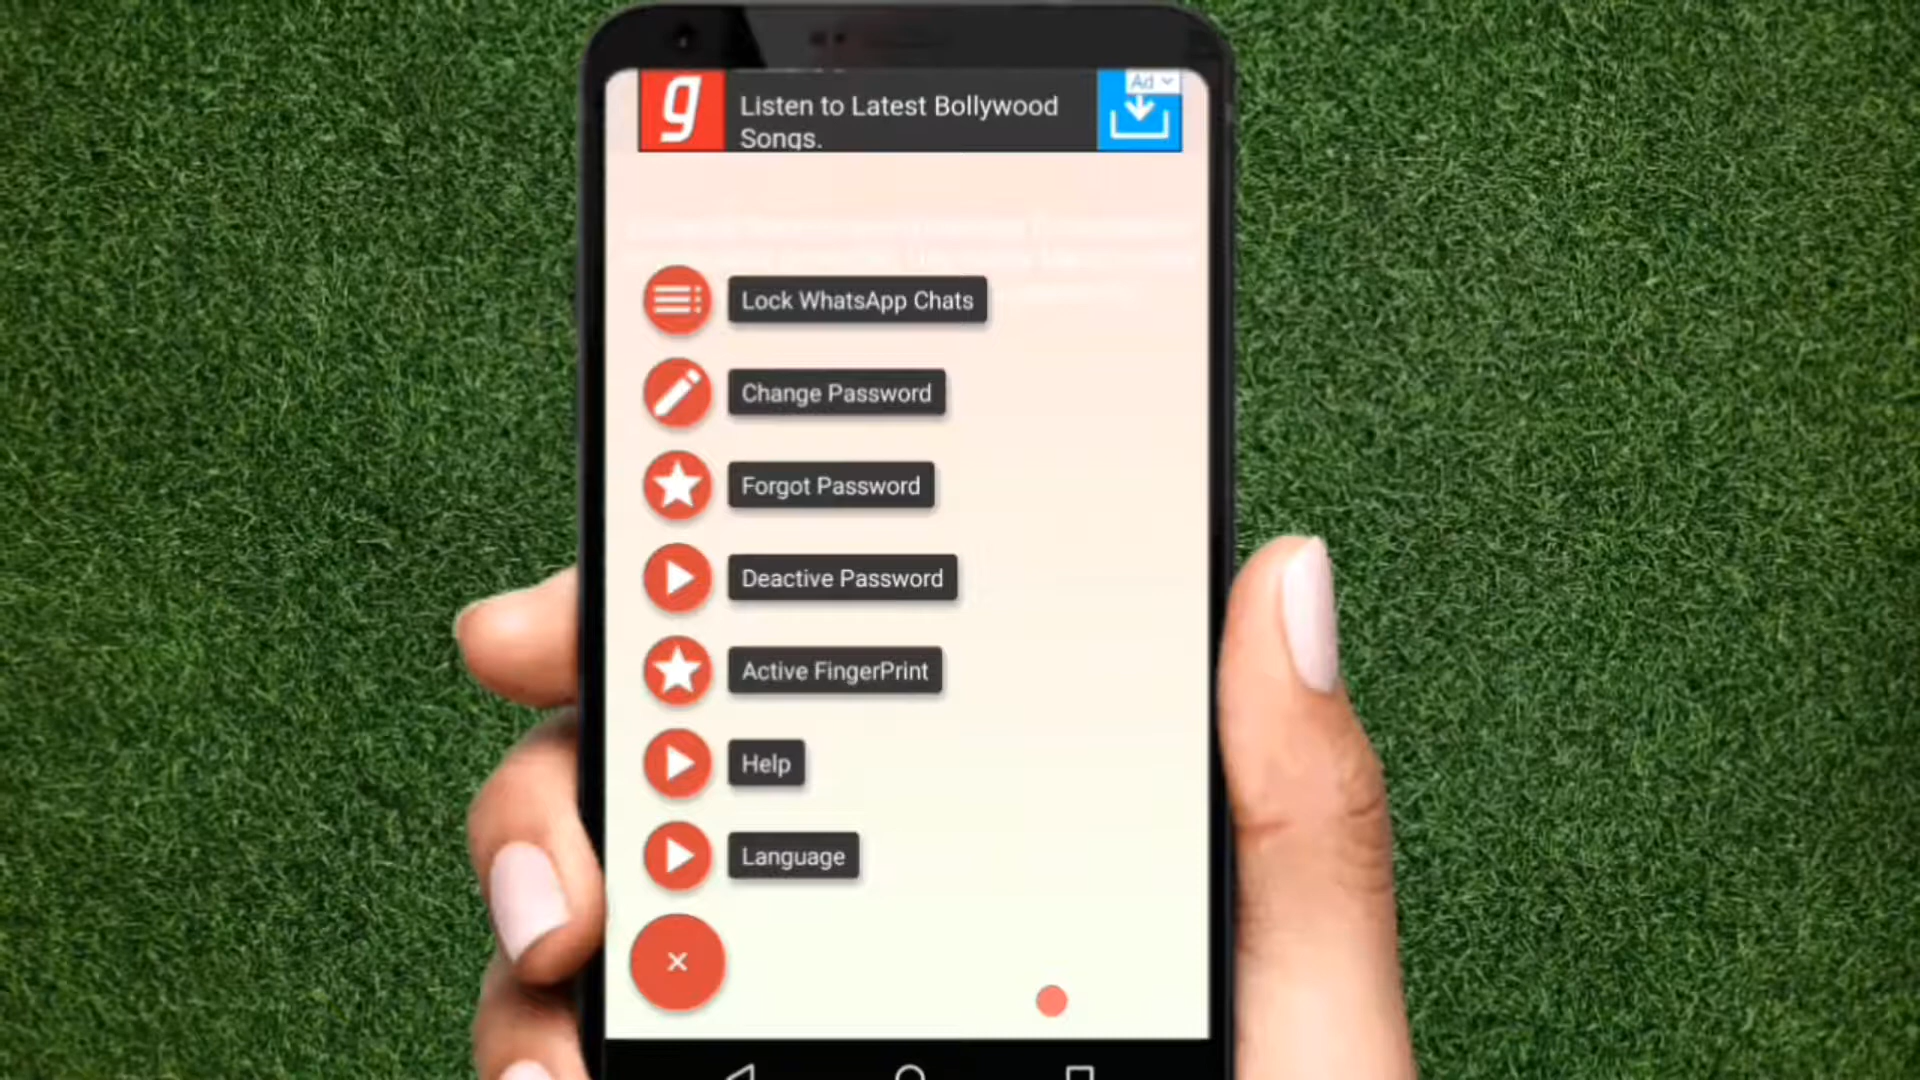 g
Listen to Latest Bollywood
Songs.
Ad
Lock WhatsApp Chats
Change Password
Forgot Password
Deactive Password
Active FingerPrint
Help
Language